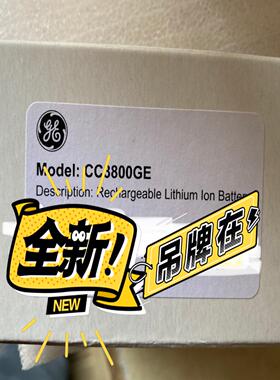 GE
Model: CC3800GE
Description: Rechargeable Lithium Ion Batter
全新!
吊牌在
NEW